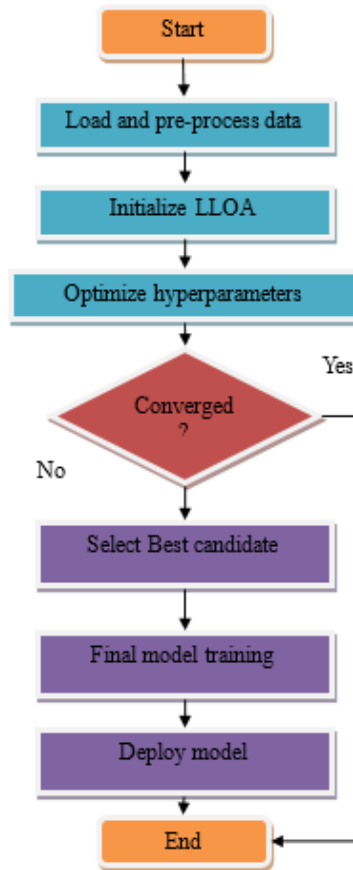 Start
Load and pre-process data
Initialize LLOA
Optimize hyperparameters
Yes
Converged
?
No
Select Best candidate
Final model training
Deploy model
End